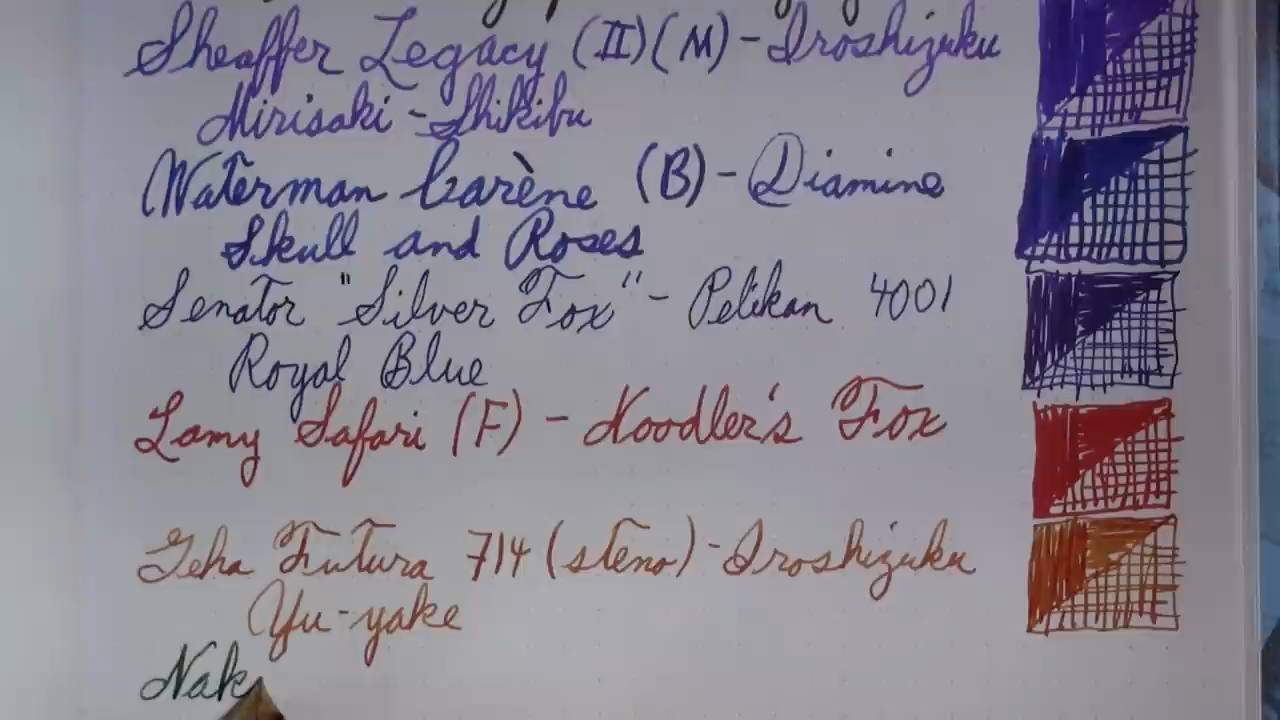 Sheaffer Legacy (II)(M) - Iroshizuku
Mirisaki - Shikibu
Waterman Carène (B) - Diamine
Skull and Roses
Senator "Silver Fox" - Pelikan 4001
Royal Blue
Lamy Safari (F) - Noodler's Fox
Geha Futura 714 (steno) - Iroshizuku
Yu-yake
Nak